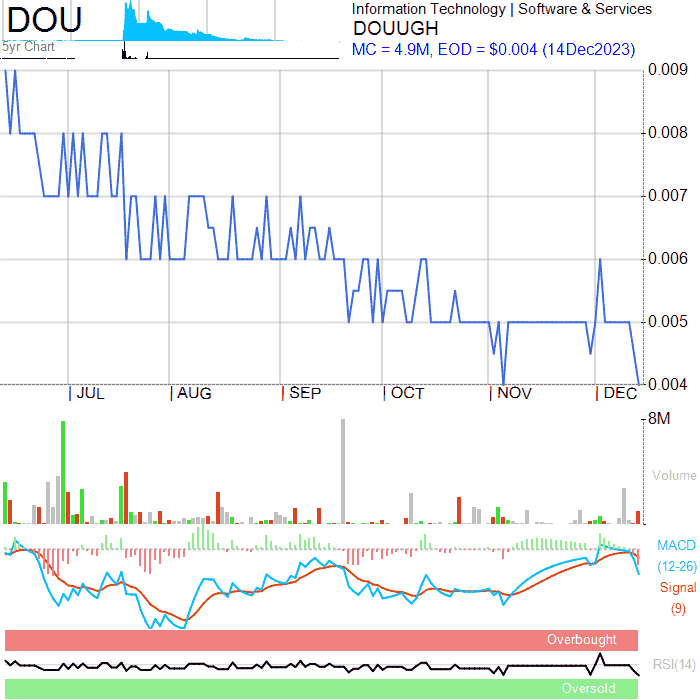 DOU
5yr Chart
Information Technology | Software & Services
DOUUGH
MC = 4.9M, EOD = $0.004 (14Dec2023)
0.009
0.008
0.007
0.006
0.005
0.004
JUL AUG SEP OCT NOV DEC
8M
Volume
MACD
(12-26)
Signal
(9)
Overbought
RSI(14)
Oversold